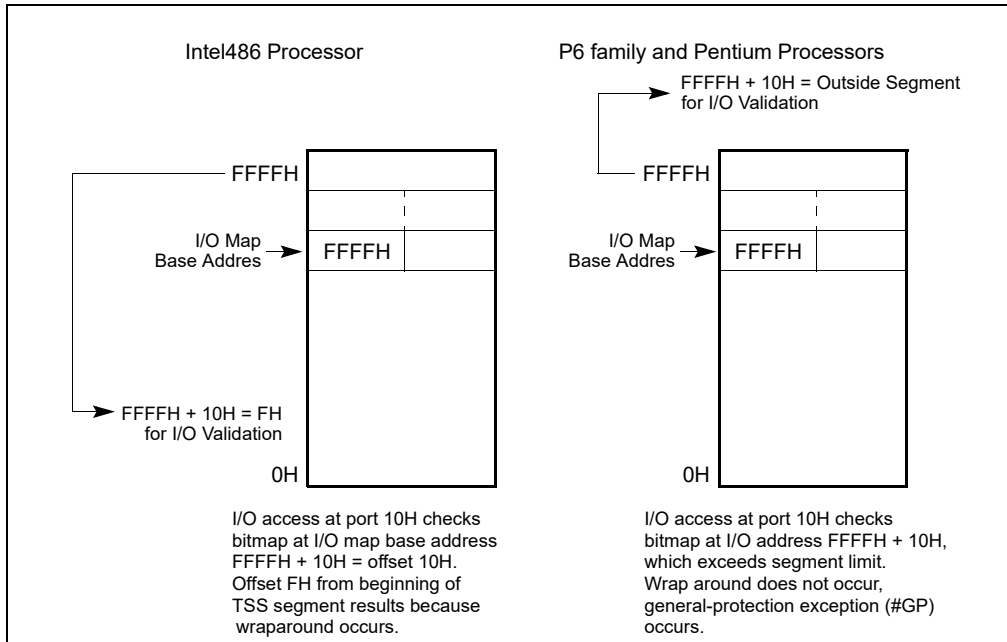 Intel486 Processor
FFFFH
I/O Map
Base Addres
FFFFH
FFFFH + 10H = FH
for I/O Validation
0H
I/O access at port 10H checks
bitmap at I/O map base address
FFFFH + 10H = offset 10H.
Offset FH from beginning of
TSS segment results because
wraparound occurs.
P6 family and Pentium Processors
FFFFH + 10H = Outside Segment
for I/O Validation
FFFFH
I/O Map
Base Addres
FFFFH
0H
I/O access at port 10H checks
bitmap at I/O address FFFFH + 10H,
which exceeds segment limit.
Wrap around does not occur,
general-protection exception (#GP)
occurs.